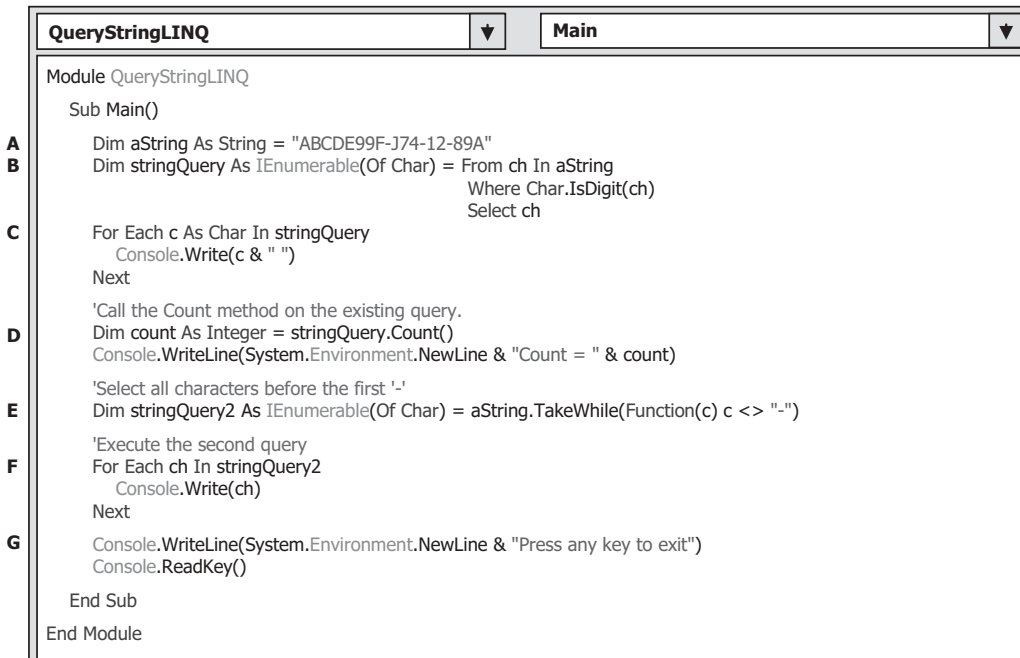 QueryStringLINQ Main
Module QueryStringLINQ
Sub Main()
A Dim aString As String = "ABCDE99F-J74-12-89A"
B Dim stringQuery As IEnumerable(Of Char) = From ch In aString
Where Char.IsDigit(ch)
Select ch
C For Each c As Char In stringQuery
Console.Write(c & " ")
Next
'Call the Count method on the existing query.
D Dim count As Integer = stringQuery.Count()
Console.WriteLine(System.Environment.NewLine & "Count = " & count)
'Select all characters before the first '-'
E Dim stringQuery2 As IEnumerable(Of Char) = aString.TakeWhile(Function(c) c <> "-")
'Execute the second query
F For Each ch In stringQuery2
Console.Write(ch)
Next
G Console.WriteLine(System.Environment.NewLine & "Press any key to exit")
Console.ReadKey()
End Sub
End Module